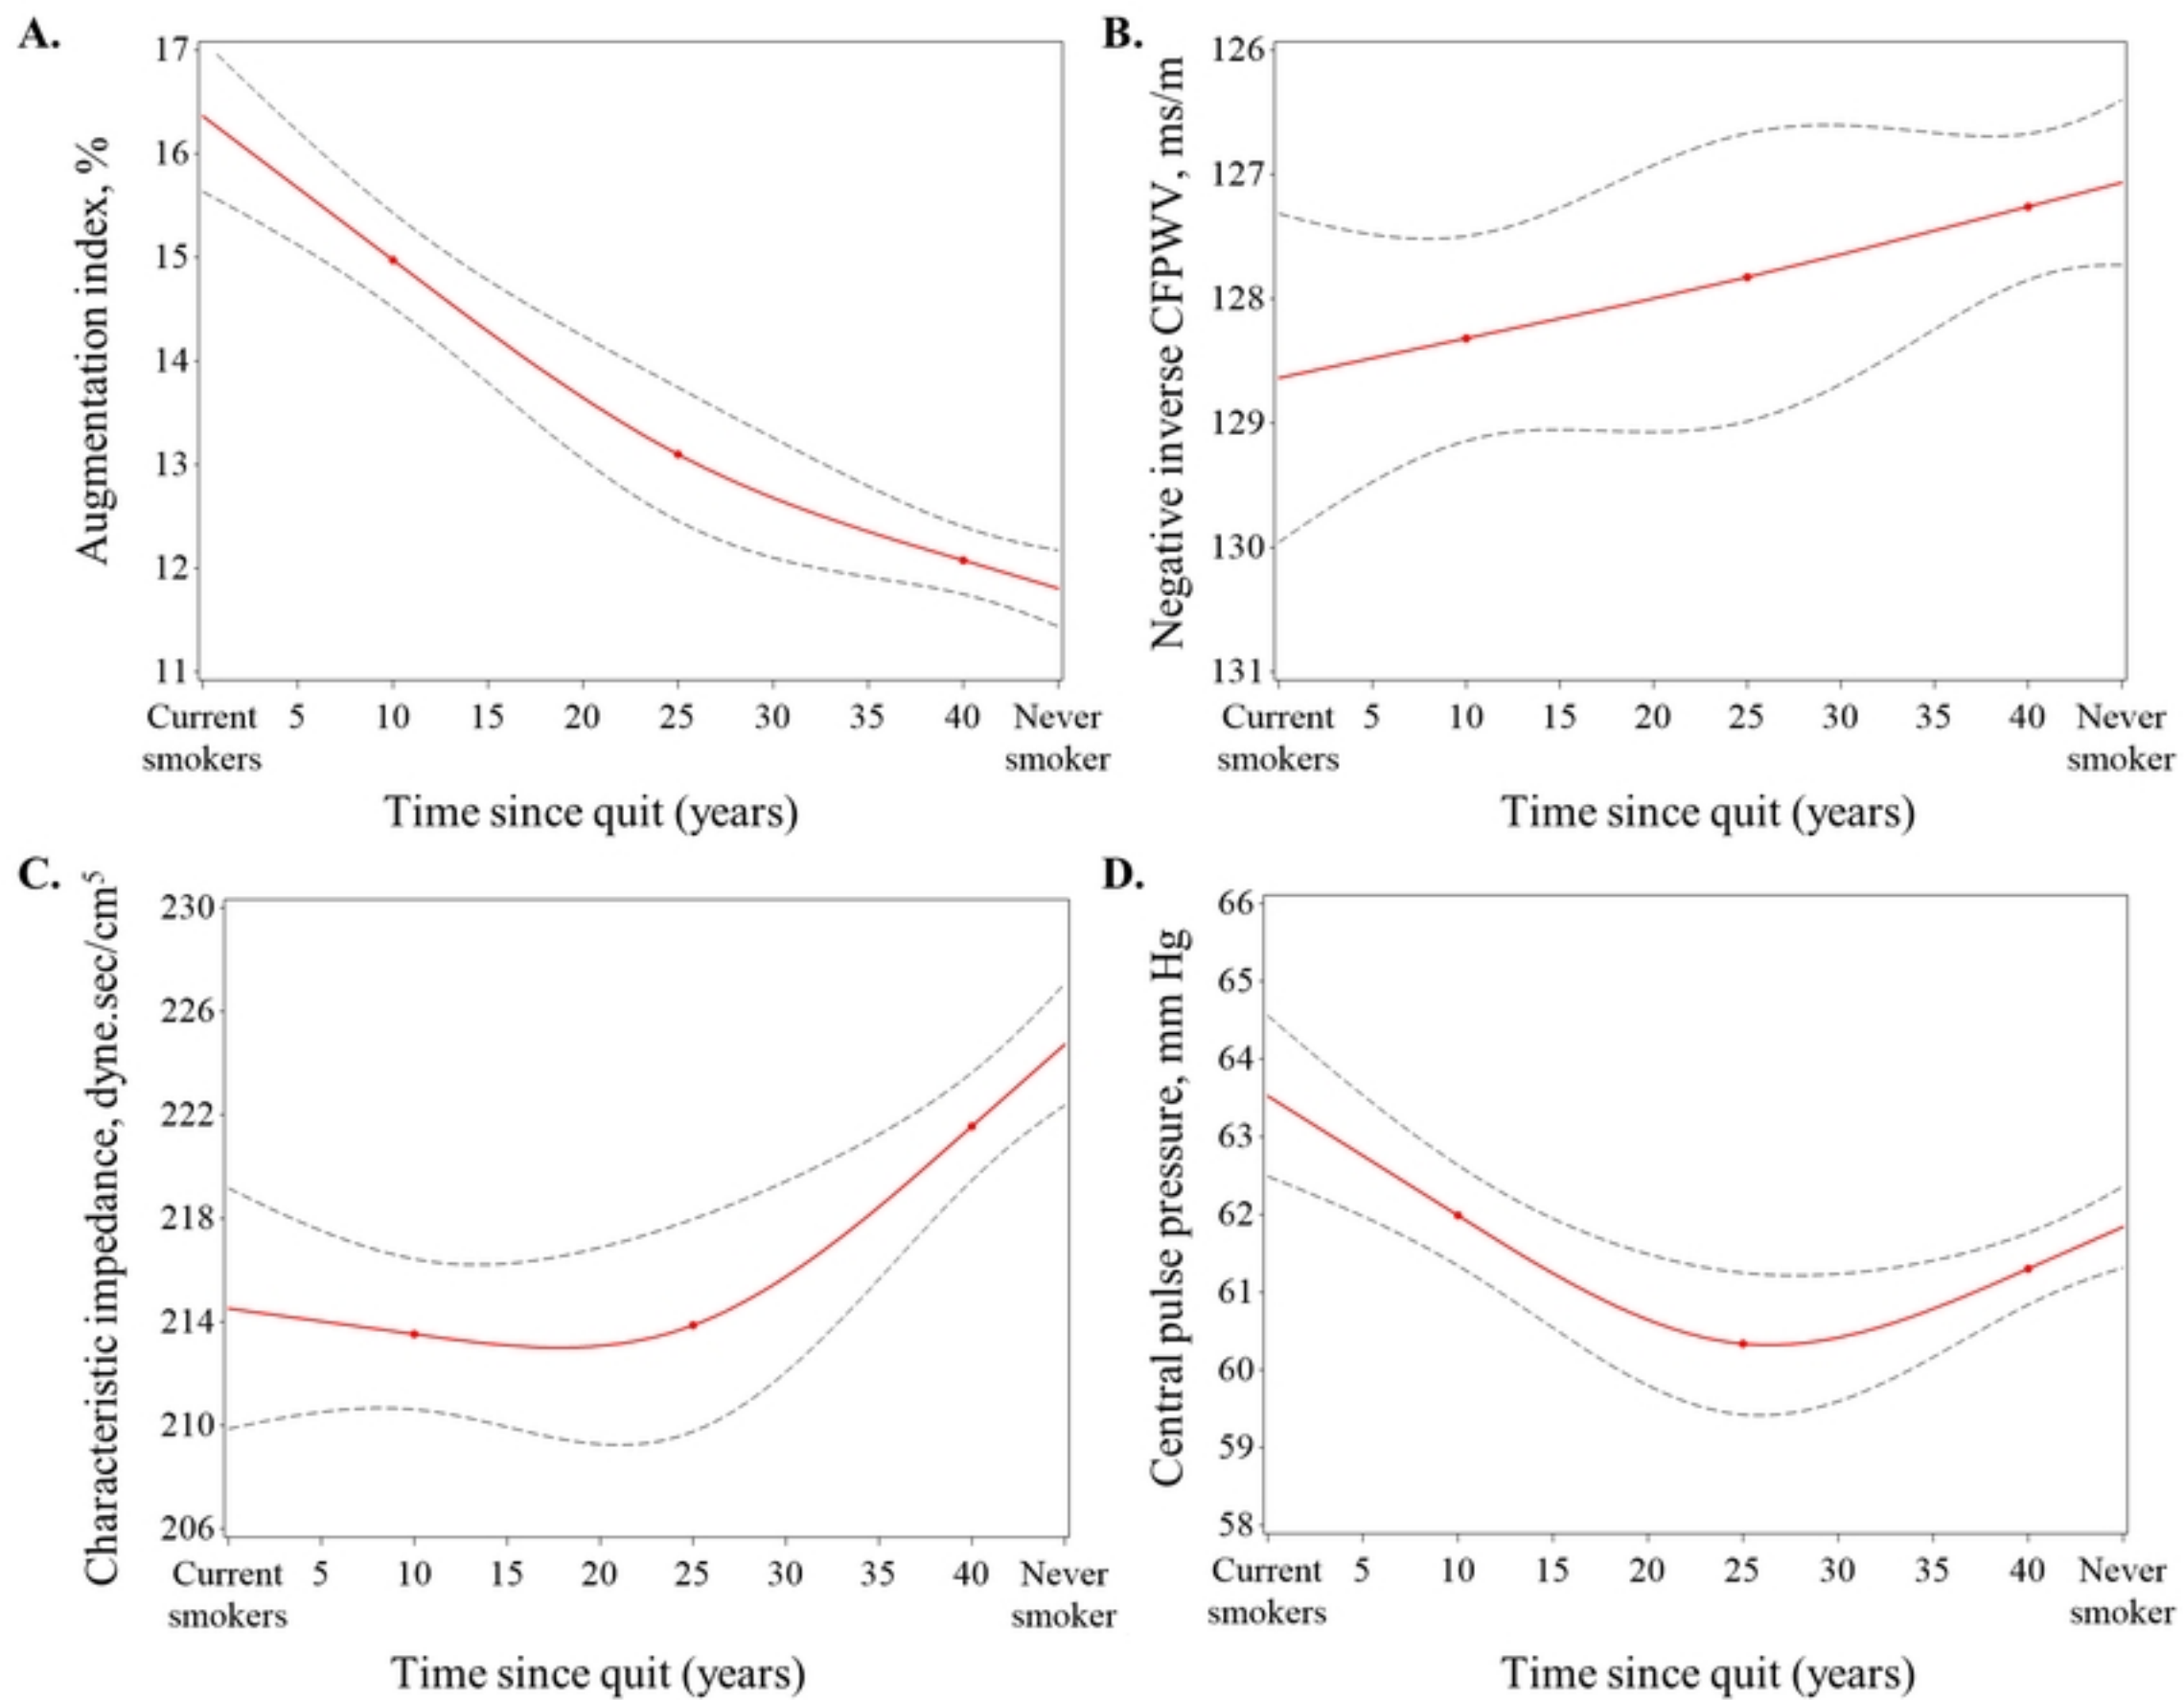 A.
Augmentation index, %
17
16
15
14
13
12
11
Current smokers 5 10 15 20 25 30 35 40 Never smoker
Time since quit (years)
B.
Negative inverse CFPWV, ms/m
126
127
128
129
130
131
Current smokers 5 10 15 20 25 30 35 40 Never smoker
Time since quit (years)
C.
Characteristic impedance, dyne.sec/cm⁵
230
226
222
218
214
210
206
Current smokers 5 10 15 20 25 30 35 40 Never smoker
Time since quit (years)
D.
Central pulse pressure, mm Hg
66
65
64
63
62
61
60
59
58
Current smokers 5 10 15 20 25 30 35 40 Never smoker
Time since quit (years)